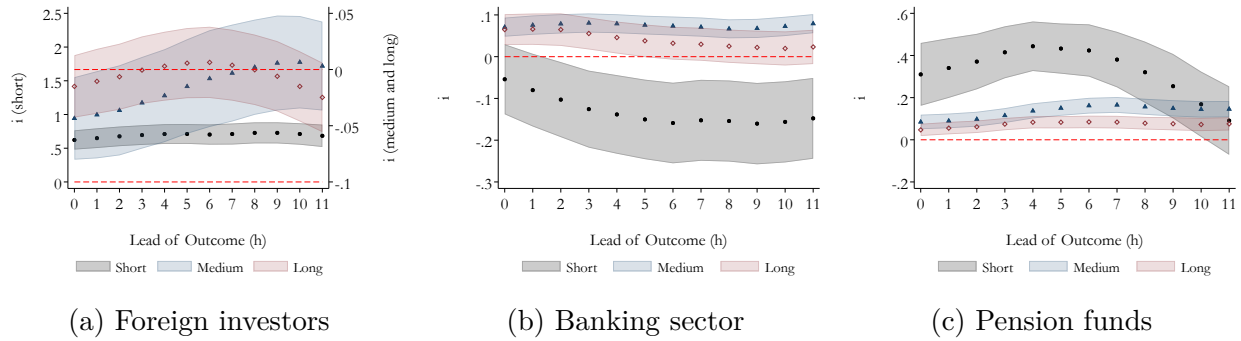 2.5
2
1.5
1
.5
0
i (short)
.05
0
-.05
-.1
i (medium and long)
0 1 2 3 4 5 6 7 8 9 10 11
Lead of Outcome (h)
Short Medium Long
(a) Foreign investors
.1
0
-.1
-.2
-.3
i
0 1 2 3 4 5 6 7 8 9 10 11
Lead of Outcome (h)
Short Medium Long
(b) Banking sector
.6
.4
.2
0
-.2
i
0 1 2 3 4 5 6 7 8 9 10 11
Lead of Outcome (h)
Short Medium Long
(c) Pension funds